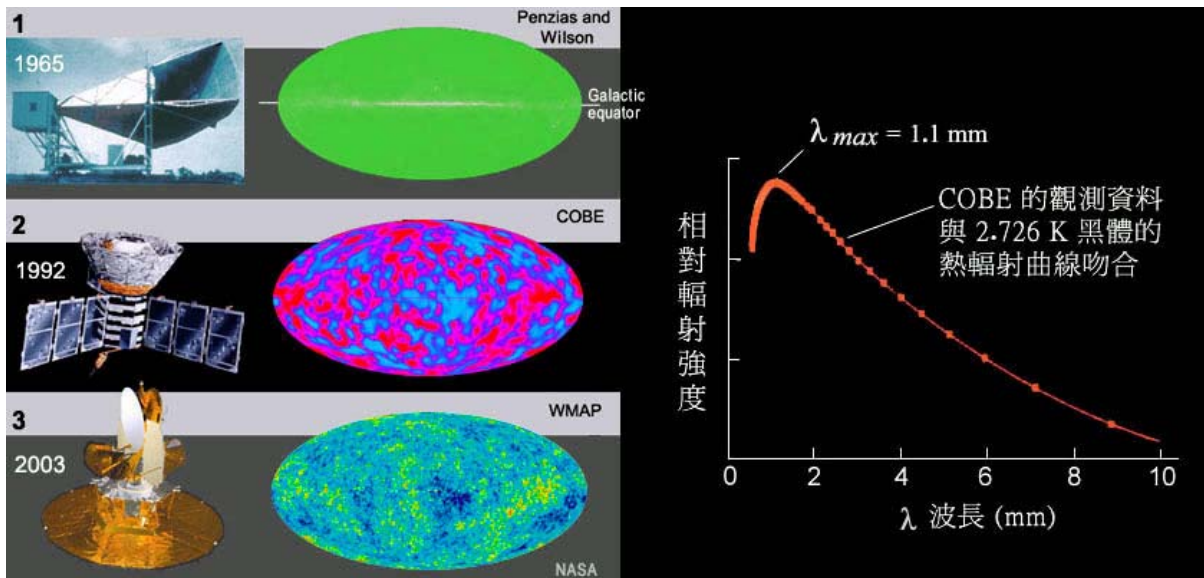 1
Penzias and
Wilson
1965
Galactic
equator
2
COBE
1992
3
WMAP
2003
NASA
λ max = 1.1 mm
COBE 的觀測資料
與 2.726 K 黑體的
熱輻射曲線吻合
相對輻射強度
0 2 4 6 8 10
λ 波長 (mm)